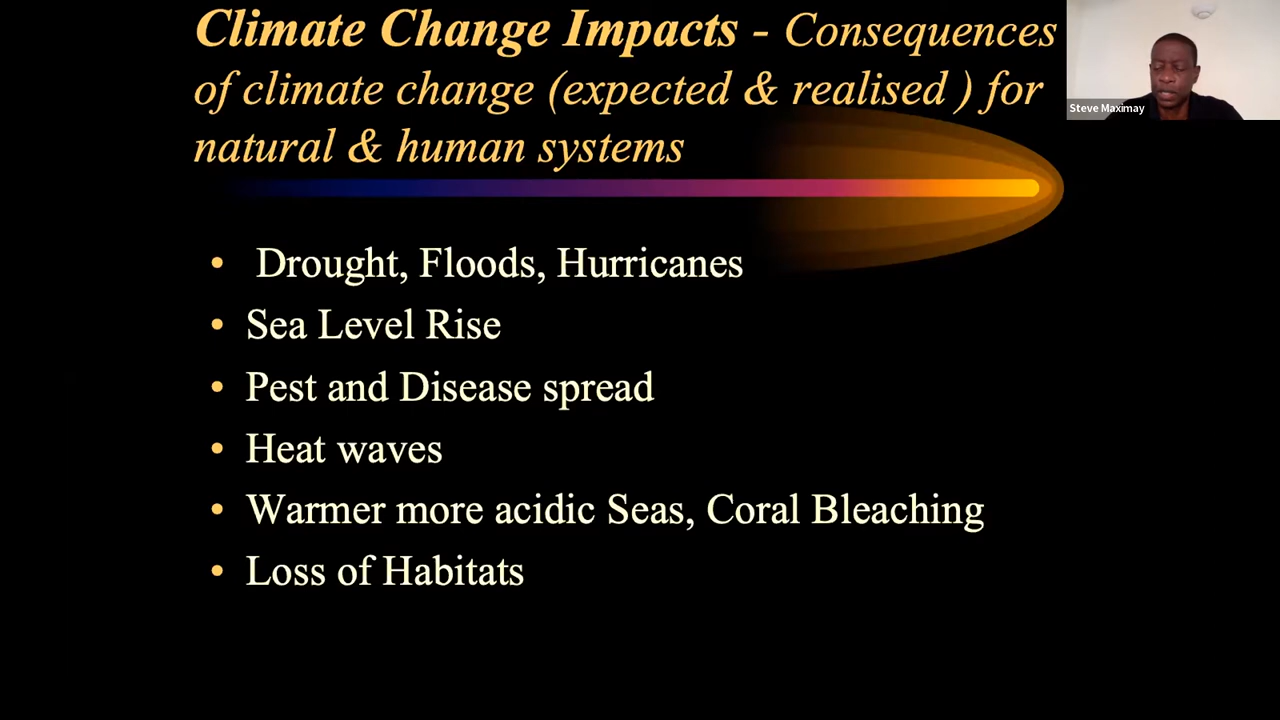 Climate Change Impacts - Consequences
of climate change (expected & realised ) for
natural & human systems
Steve Maximay
• Drought, Floods, Hurricanes
• Sea Level Rise
• Pest and Disease spread
• Heat waves
• Warmer more acidic Seas, Coral Bleaching
• Loss of Habitats